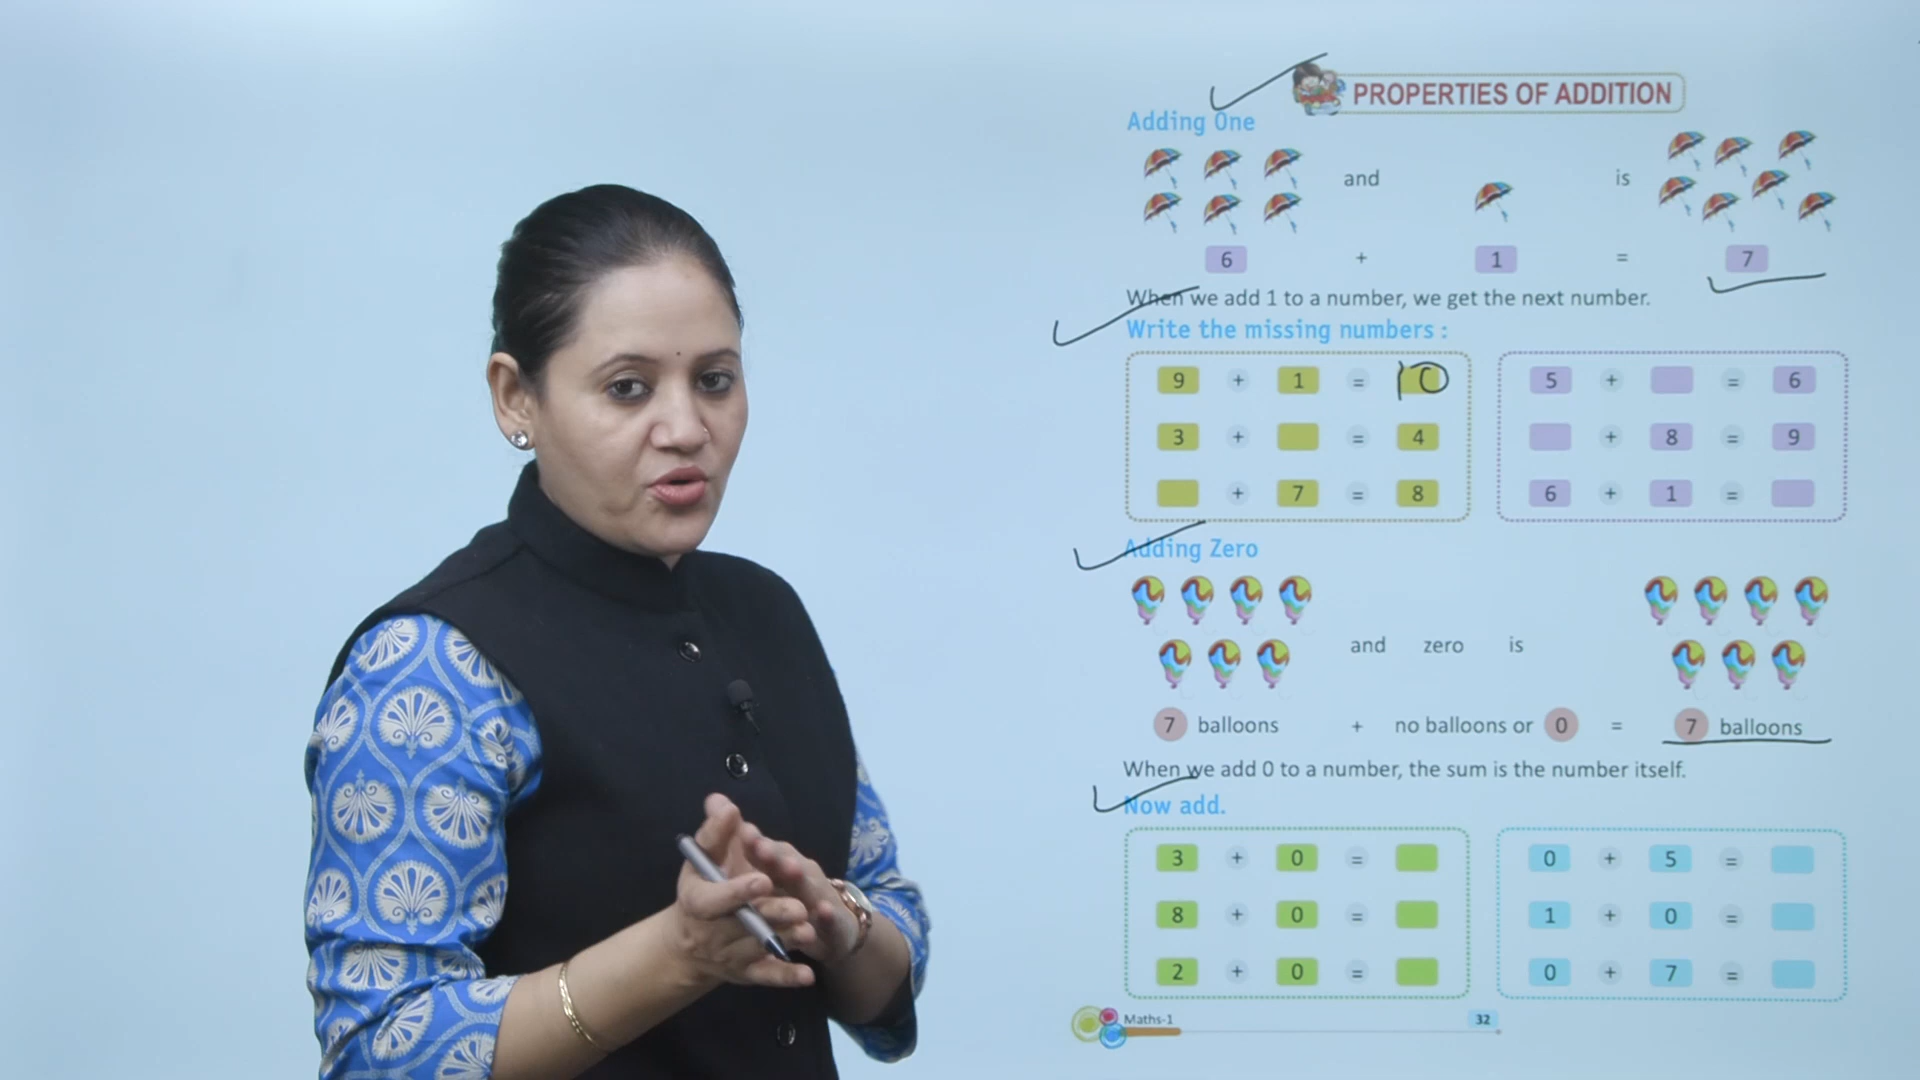 PROPERTIES OF ADDITION
Adding One
and is
6 + 1 = 7
When we add 1 to a number, we get the next number.
Write the missing numbers :
9 + 1 = 10
3 + = 4
+ 7 = 8
5 + = 6
+ 8 = 9
6 + 1 =
Adding Zero
and zero is
7 balloons + no balloons or 0 = 7 balloons
When we add 0 to a number, the sum is the number itself.
Now add.
3 + 0 =
8 + 0 =
2 + 0 =
0 + 5 =
1 + 0 =
0 + 7 =
Maths-1 32